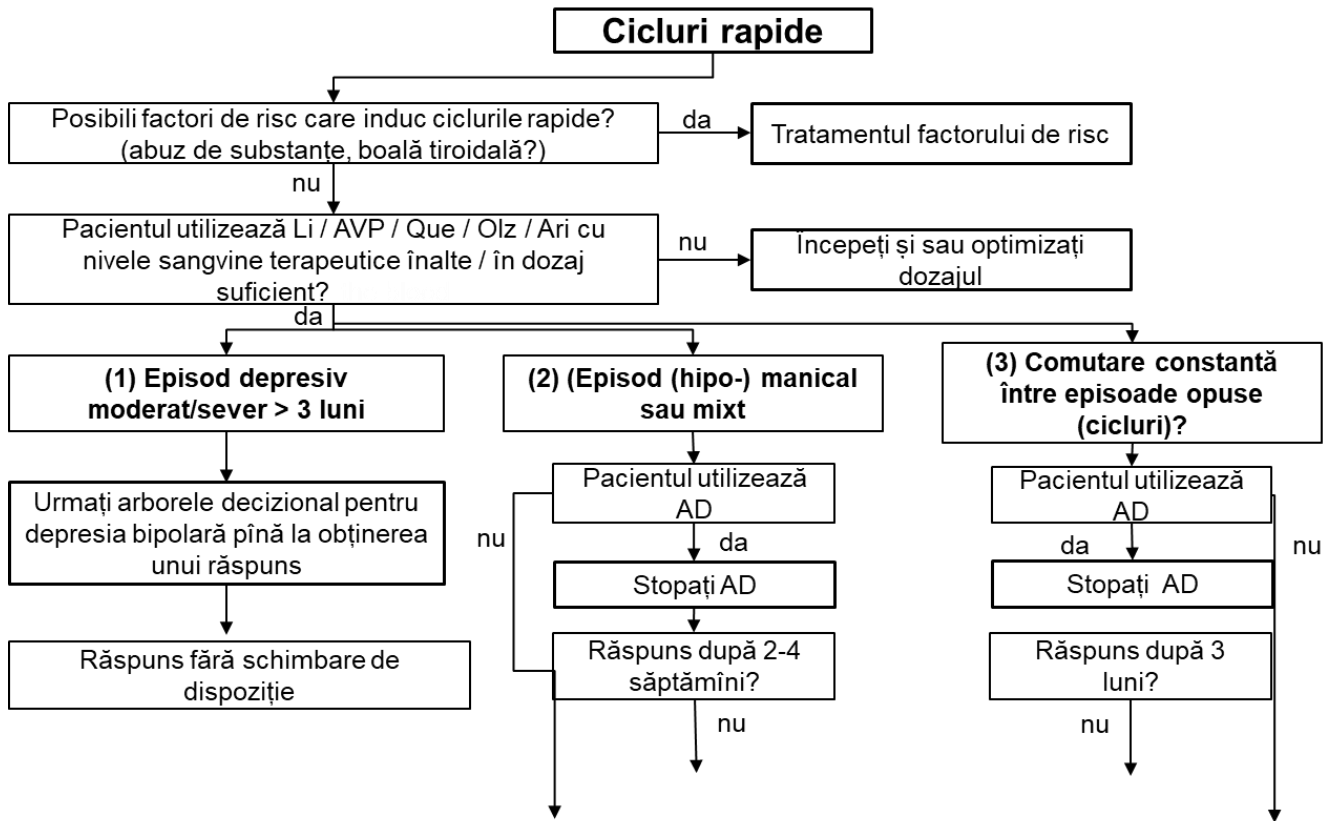 Cicluri rapide
Posibili factori de risc care induc ciclurile rapide?
(abuz de substanțe, boală tiroidală?)
da
Tratamentul factorului de risc
nu
Pacientul utilizează Li / AVP / Que / Olz / Ari cu
nivele sangvine terapeutice înalte / în dozaj
suficient?
nu
Începeți și sau optimizați
dozajul
da
(1) Episod depresiv
moderat/sever > 3 luni
(2) (Episod (hipo-) manical
sau mixt
(3) Comutare constantă
între episoade opuse
(cicluri)?
Urmați arborele decizional pentru
depresia bipolară pînă la obținerea
unui răspuns
Răspuns fără schimbare de
dispoziție
Pacientul utilizează
AD
nu
da
Stopați AD
Răspuns după 2-4
săptămîni?
nu
Pacientul utilizează
AD
da
nu
Stopați AD
Răspuns după 3
luni?
nu